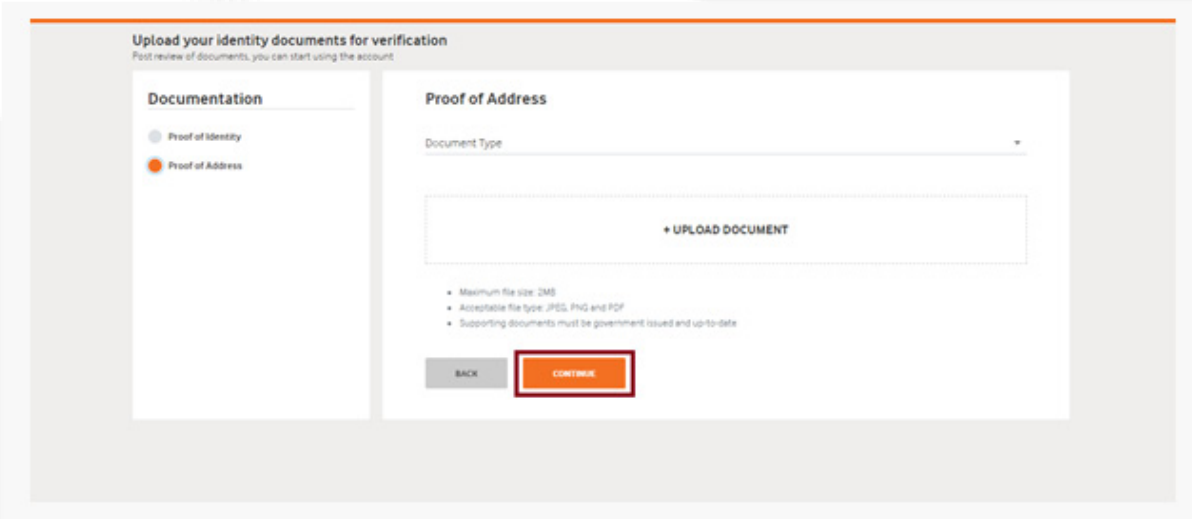 Upload your identity documents for verification
Post review of documents, you can start using the account
Documentation
Proof of Identity
Proof of Address
Proof of Address
Document Type
+ UPLOAD DOCUMENT
Maximum file size: 2MB
Acceptable file type: JPEG, PNG and PDF
Supporting documents must be government issued and up-to-date
BACK
CONTINUE